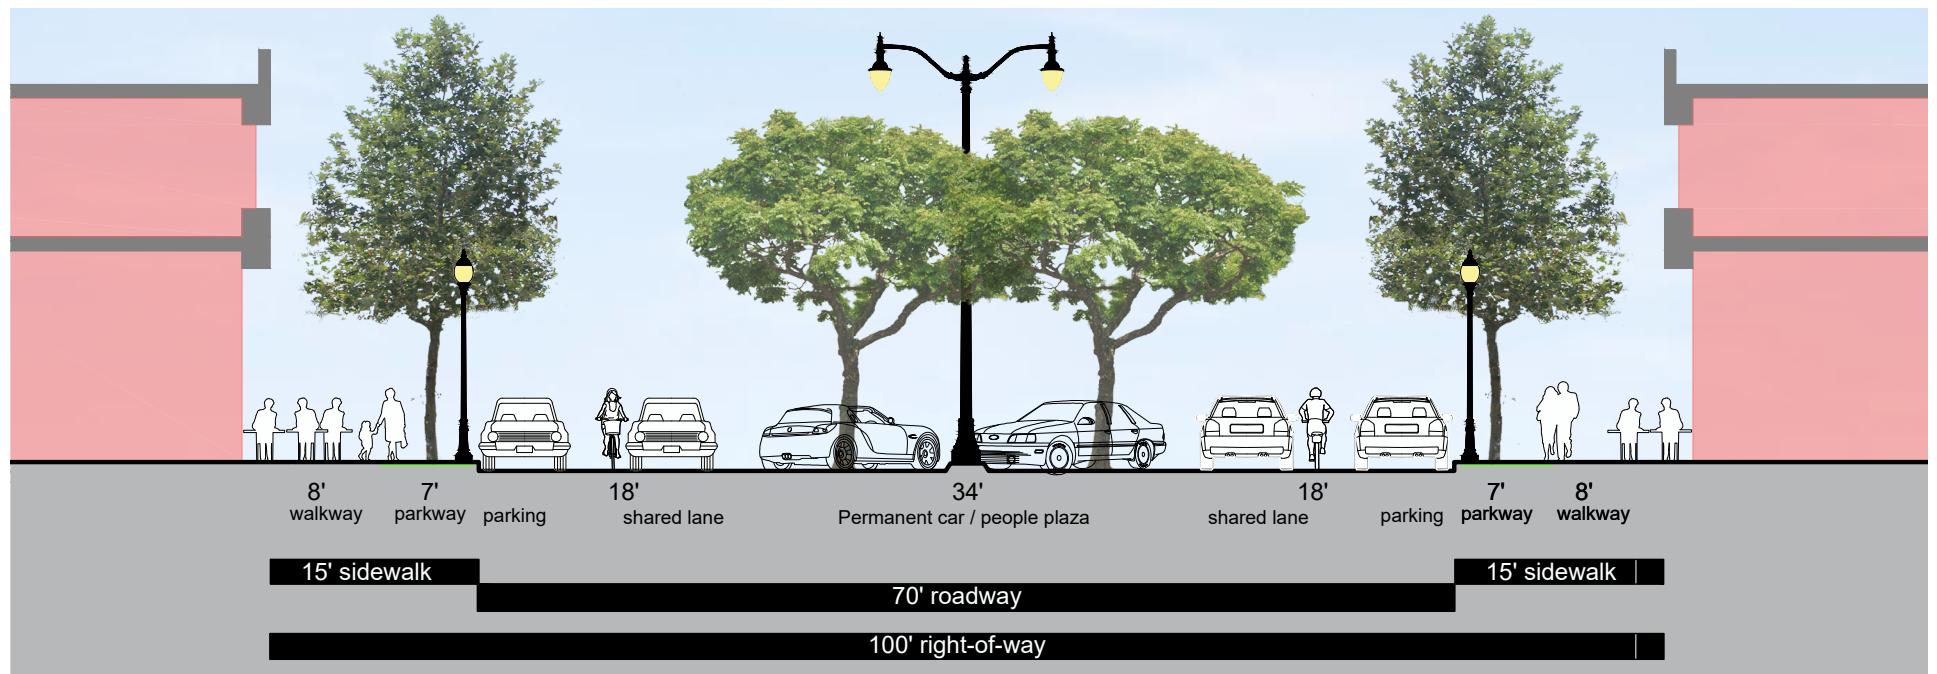 8' 7' 18' 34' 18' 7' 8'
walkway parkway parking shared lane Permanent car / people plaza shared lane parking parkway walkway
15' sidewalk 15' sidewalk
70' roadway
100' right-of-way